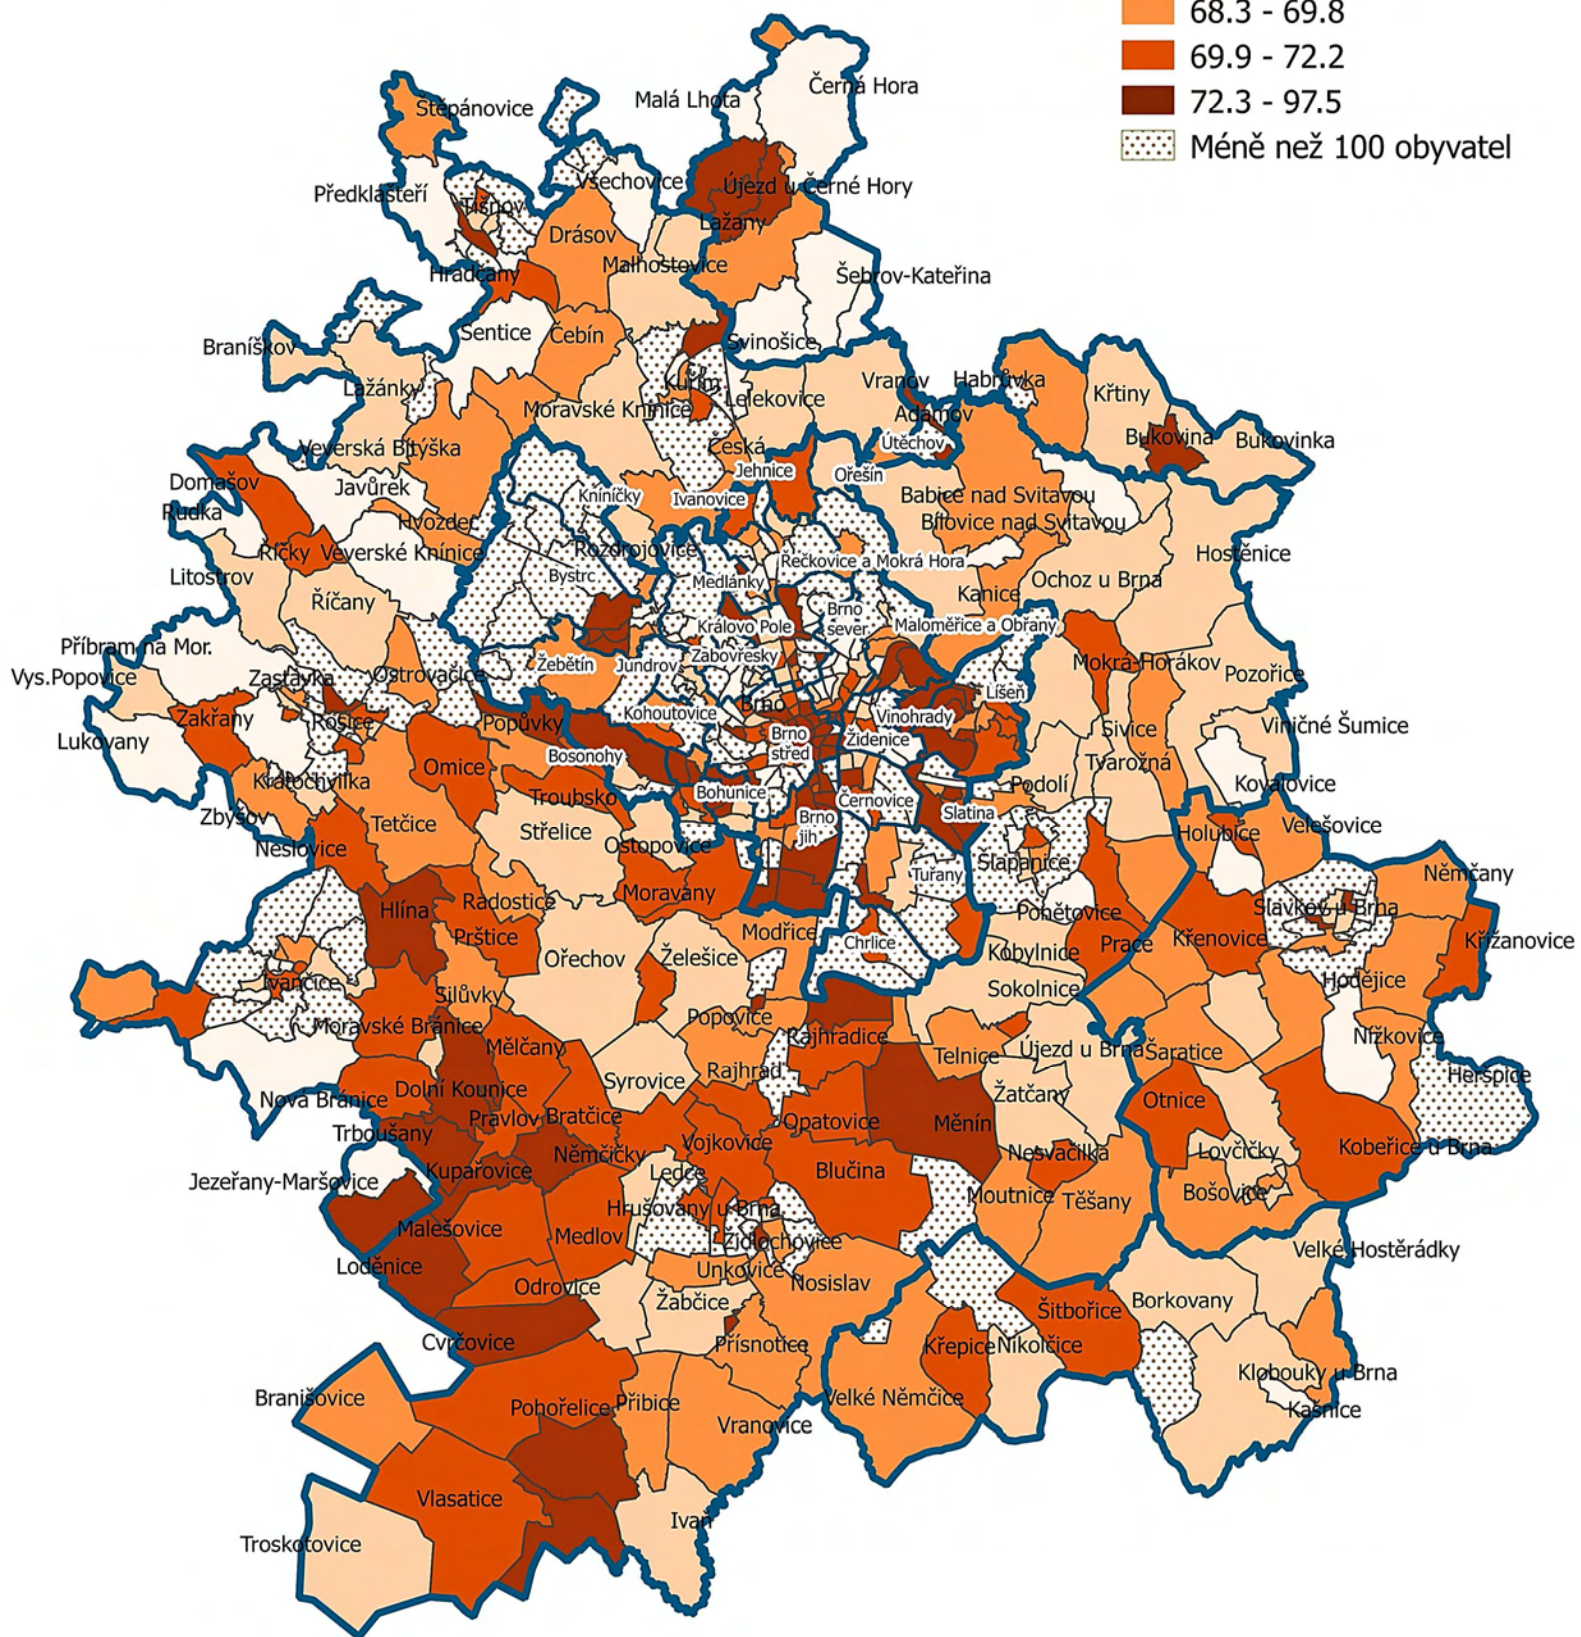 68.3 - 69.8
69.9 - 72.2
72.3 - 97.5
Méně než 100 obyvatel
Černá Hora
Malá Lhota
Štěpánovice
Předklášteří
Všechovice
Újezd u Černé Hory
Tišnov
Lažany
Drásov
Malhostovice
Hradčany
Šebrov-Kateřina
Sentice
Čebín
Svinošice
Braníškov
Lažánky
Kuřim
Vranov
Habrůvka
Křtiny
Lelekovice
Moravské Knínice
Adamov
Bukovina
Bukovinka
Útěchov
Veverská Bítýška
Česká
Jehnice
Ořešín
Domašov
Javůrek
Kníničky
Ivanovice
Babice nad Svitavou
Rudka
Hvozdec
Bílovice nad Svitavou
Říčky
Veverské Knínice
Rozdrojovice
Řečkovice a Mokrá Hora
Hostěnice
Litostrov
Bystrc
Medlánky
Ochoz u Brna
Říčany
Kanice
Brno
sever
Královo Pole
Maloměřice a Obřany
Příbram na Mor.
Žabovřesky
Žebětín
Jundrov
Mokrá-Horákov
Vys.Popovice
Zastávka
Ostrovačice
Pozořice
Líšeň
Brno
Zakřany
Rosice
Popůvky
Kohoutovice
Vinohrady
Sivice
Viničné Šumice
Lukovany
Brno
střed
Židenice
Bosonohy
Tvarožná
Omice
Kratochvilka
Podolí
Kovalovice
Troubsko
Bohunice
Černovice
Slatina
Zbýšov
Tetčice
Střelice
Brno
jih
Holubice
Velešovice
Neslovice
Ostopovice
Šlapanice
Tuřany
Němčany
Moravany
Hlína
Radostice
Ponětovice
Slavkov u Brna
Prštice
Modřice
Chrlice
Kobylnice
Prace
Křenovice
Křižanovice
Ořechov
Želešice
Ivančice
Silůvky
Sokolnice
Hodějice
Moravské Bránice
Popovice
Rajhradice
Nížkovice
Mělčany
Telnice
Újezd u Brna
Šaratice
Rajhrad
Syrovice
Heršpice
Dolní Kounice
Nová Bránice
Žatčany
Otnice
Pravlov
Bratčice
Opatovice
Měnín
Trboušany
Vojkovice
Němčičky
Nesvačilka
Lovčičky
Kobeřice u Brna
Kupařovice
Ledce
Blučina
Jezeřany-Maršovice
Moutnice
Těšany
Bošovice
Hrušovany u Brna
Malešovice
Medlov
Židlochovice
Velké Hostěrádky
Loděnice
Unkovice
Nosislav
Odrovice
Žabčice
Borkovany
Šitbořice
Cvrčovice
Přísnotice
Křepice
Nikolčice
Klobouky u Brna
Branišovice
Pohořelice
Přibice
Velké Němčice
Kašnice
Vranovice
Vlasatice
Ivaň
Troskotovice